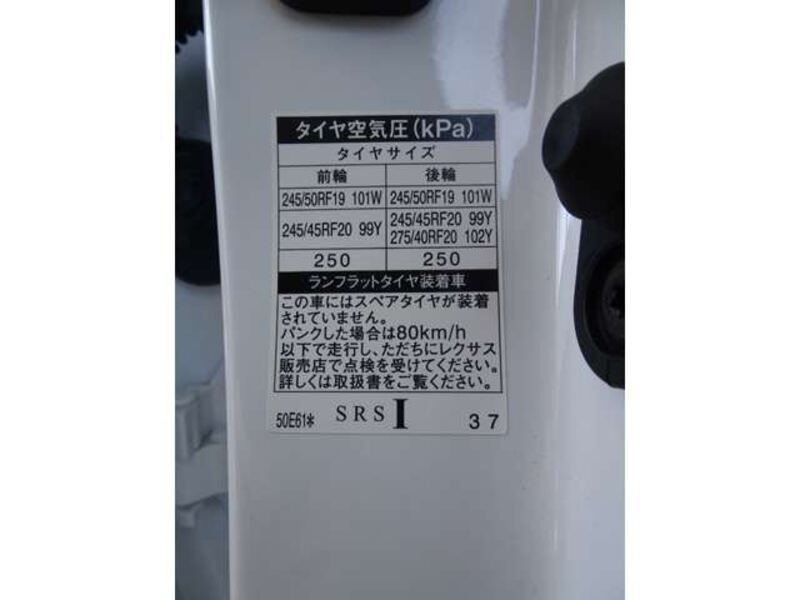 タイヤ空気圧(kPa)
タイヤサイズ
前輪 後輪
245/50RF19 101W 245/50RF19 101W
245/45RF20 99Y 245/45RF20 99Y
275/40RF20 102Y
250 250
ランフラットタイヤ装着車
この車にはスペアタイヤが装着
されていません。
パンクした場合は80km/h
以下で走行し、ただちにレクサス
販売店で点検を受けてください。
詳しくは取扱書をご覧ください。
50E61* SRS I 37